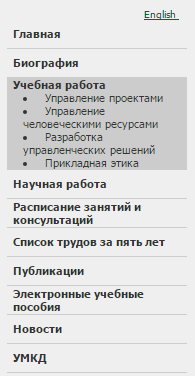 English
Главная
Биография
Учебная работа
• Управление проектами
• Управление
человеческими ресурсами
• Разработка
управленческих решений
• Прикладная этика
Научная работа
Расписание занятий и
консультаций
Список трудов за пять лет
Публикации
Электронные учебные
пособия
Новости
УМКД